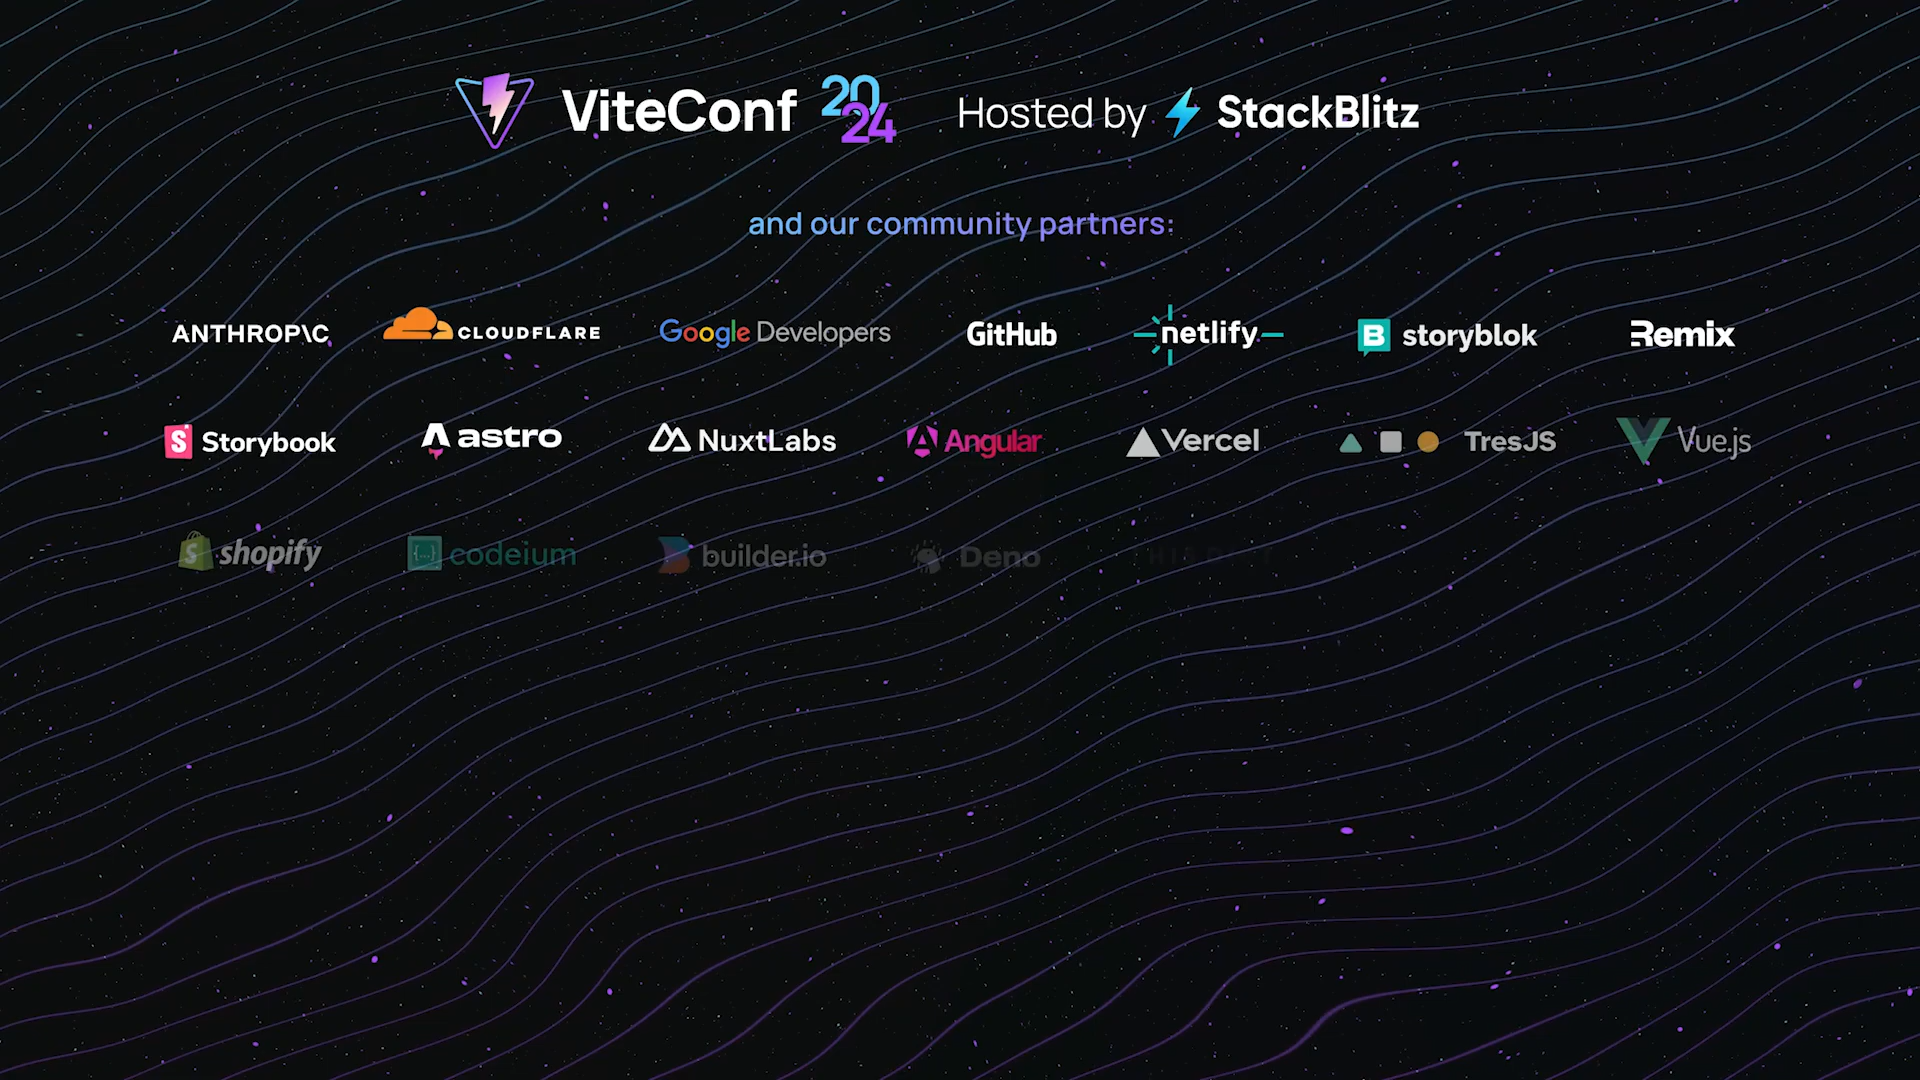 ViteConf 2024 Hosted by StackBlitz
and our community partners:
ANTHROP\C CLOUDFLARE Google Developers GitHub netlify storyblok Remix
S Storybook astro NuxtLabs Angular Vercel TresJS Vue.js
S shopify {...} codeium builder.io Deno